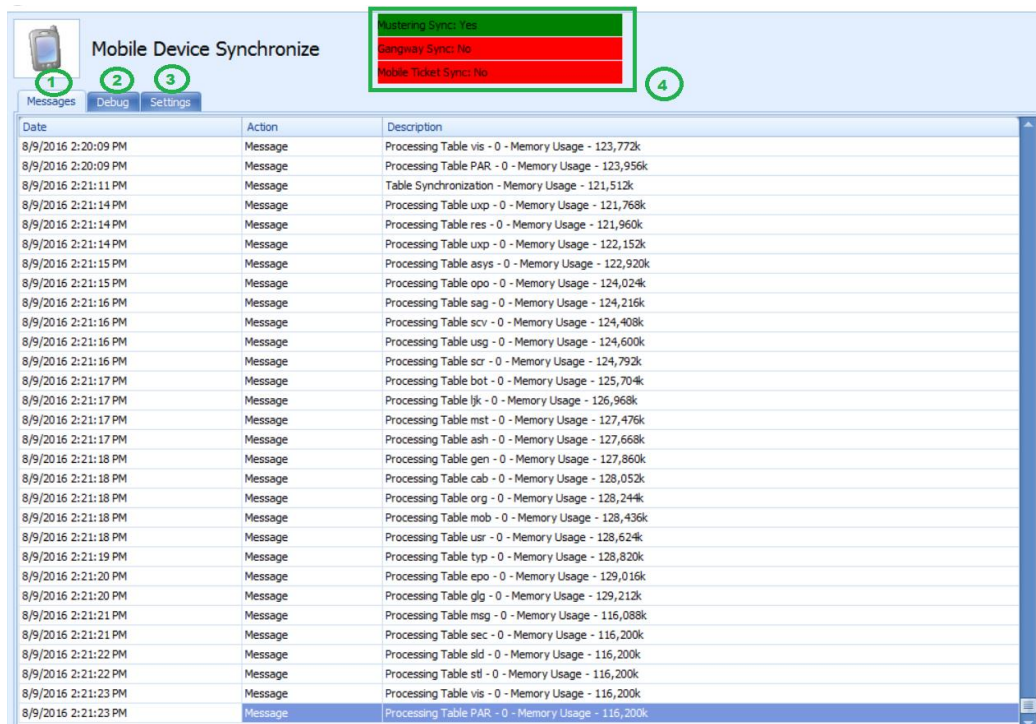 Mustering Sync: Yes
Mobile Device Synchronize
Gangway Sync: No
Mobile Ticket Sync: No
1
2
3
4
Messages Debug Settings
Date Action Description
8/9/2016 2:20:09 PM Message Processing Table vis - 0 - Memory Usage - 123,772k
8/9/2016 2:20:09 PM Message Processing Table PAR - 0 - Memory Usage - 123,956k
8/9/2016 2:21:11 PM Message Table Synchronization - Memory Usage - 121,512k
8/9/2016 2:21:14 PM Message Processing Table uxp - 0 - Memory Usage - 121,768k
8/9/2016 2:21:14 PM Message Processing Table res - 0 - Memory Usage - 121,960k
8/9/2016 2:21:14 PM Message Processing Table uxp - 0 - Memory Usage - 122,152k
8/9/2016 2:21:15 PM Message Processing Table asys - 0 - Memory Usage - 122,920k
8/9/2016 2:21:15 PM Message Processing Table opo - 0 - Memory Usage - 124,024k
8/9/2016 2:21:16 PM Message Processing Table sag - 0 - Memory Usage - 124,216k
8/9/2016 2:21:16 PM Message Processing Table scv - 0 - Memory Usage - 124,408k
8/9/2016 2:21:16 PM Message Processing Table usg - 0 - Memory Usage - 124,600k
8/9/2016 2:21:16 PM Message Processing Table scr - 0 - Memory Usage - 124,792k
8/9/2016 2:21:17 PM Message Processing Table bot - 0 - Memory Usage - 125,704k
8/9/2016 2:21:17 PM Message Processing Table ljk - 0 - Memory Usage - 126,968k
8/9/2016 2:21:17 PM Message Processing Table mst - 0 - Memory Usage - 127,476k
8/9/2016 2:21:17 PM Message Processing Table ash - 0 - Memory Usage - 127,668k
8/9/2016 2:21:18 PM Message Processing Table gen - 0 - Memory Usage - 127,860k
8/9/2016 2:21:18 PM Message Processing Table cab - 0 - Memory Usage - 128,052k
8/9/2016 2:21:18 PM Message Processing Table org - 0 - Memory Usage - 128,244k
8/9/2016 2:21:18 PM Message Processing Table mob - 0 - Memory Usage - 128,436k
8/9/2016 2:21:18 PM Message Processing Table usr - 0 - Memory Usage - 128,624k
8/9/2016 2:21:19 PM Message Processing Table typ - 0 - Memory Usage - 128,820k
8/9/2016 2:21:20 PM Message Processing Table epo - 0 - Memory Usage - 129,016k
8/9/2016 2:21:20 PM Message Processing Table glg - 0 - Memory Usage - 129,212k
8/9/2016 2:21:21 PM Message Processing Table msg - 0 - Memory Usage - 116,088k
8/9/2016 2:21:21 PM Message Processing Table sec - 0 - Memory Usage - 116,200k
8/9/2016 2:21:22 PM Message Processing Table sld - 0 - Memory Usage - 116,200k
8/9/2016 2:21:22 PM Message Processing Table stl - 0 - Memory Usage - 116,200k
8/9/2016 2:21:23 PM Message Processing Table vis - 0 - Memory Usage - 116,200k
8/9/2016 2:21:23 PM Message Processing Table PAR - 0 - Memory Usage - 116,200k